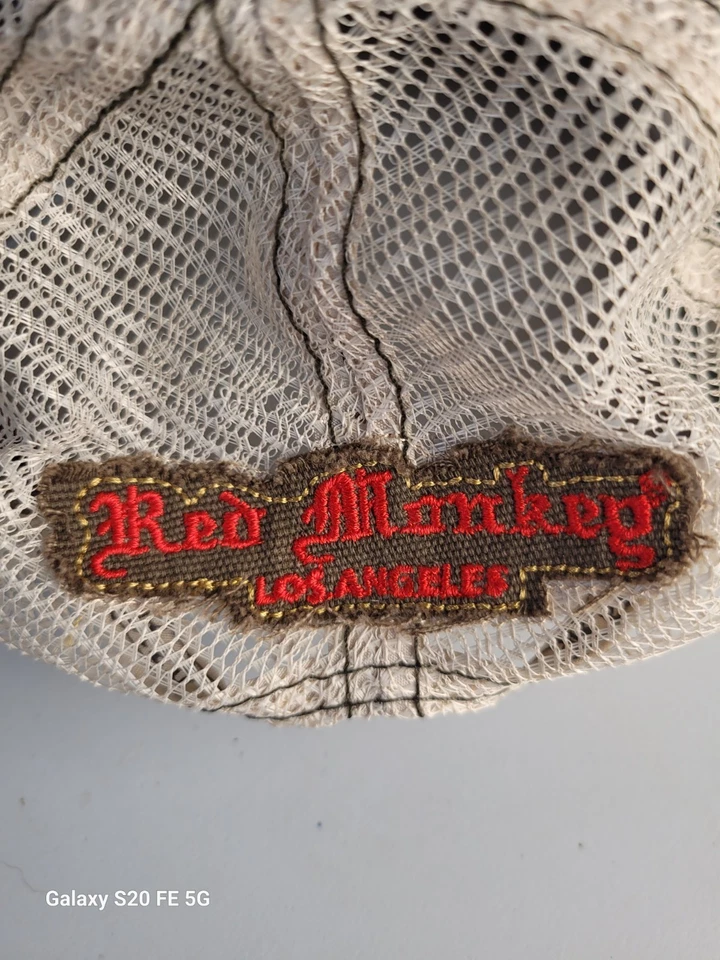 Red Monkey
LOS ANGELES
Galaxy S20 FE 5G